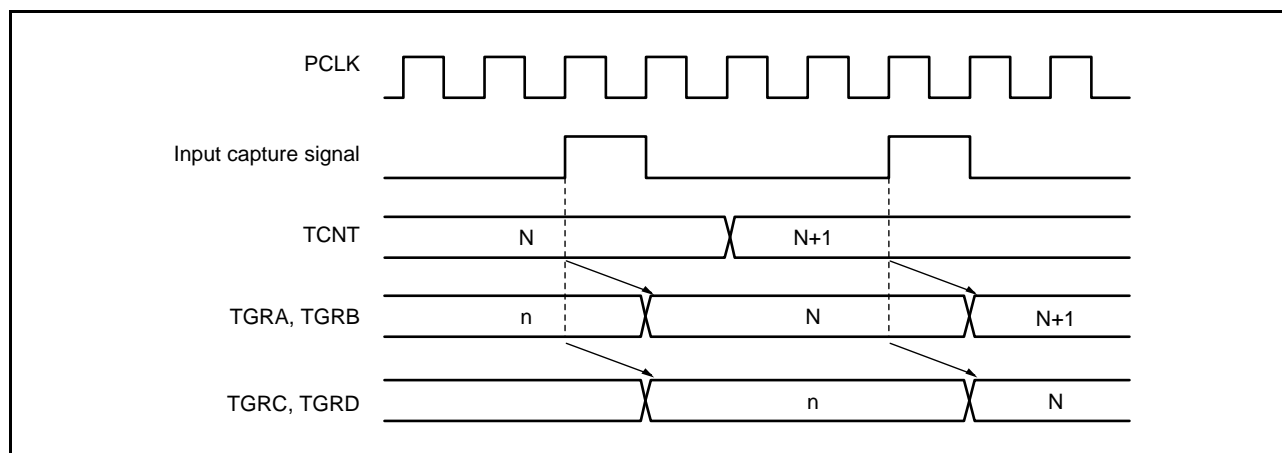 PCLK
Input capture signal
TCNT
N
N+1
TGRA, TGRB
n
N
N+1
TGRC, TGRD
n
N